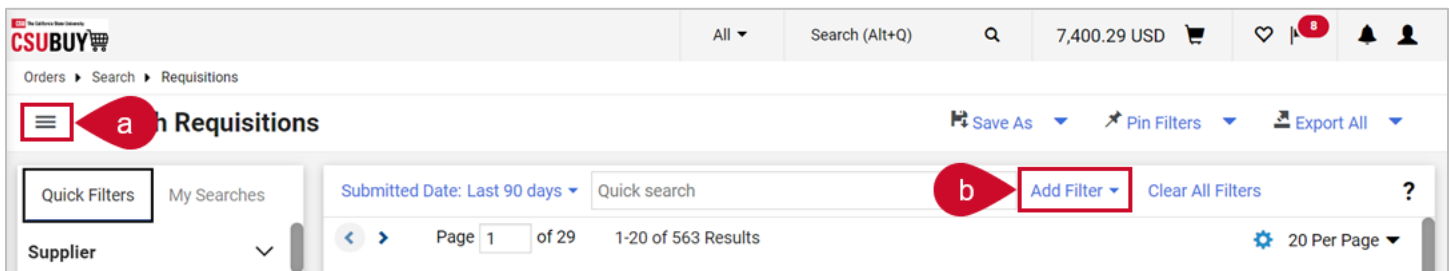 CSU The California State University
CSUBUY
All Search (Alt+Q) 7,400.29 USD 8
Orders Search Requisitions
a h Requisitions Save As Pin Filters Export All
Quick Filters My Searches Submitted Date: Last 90 days Quick search b Add Filter Clear All Filters ?
Page 1 of 29 1-20 of 563 Results 20 Per Page
Supplier